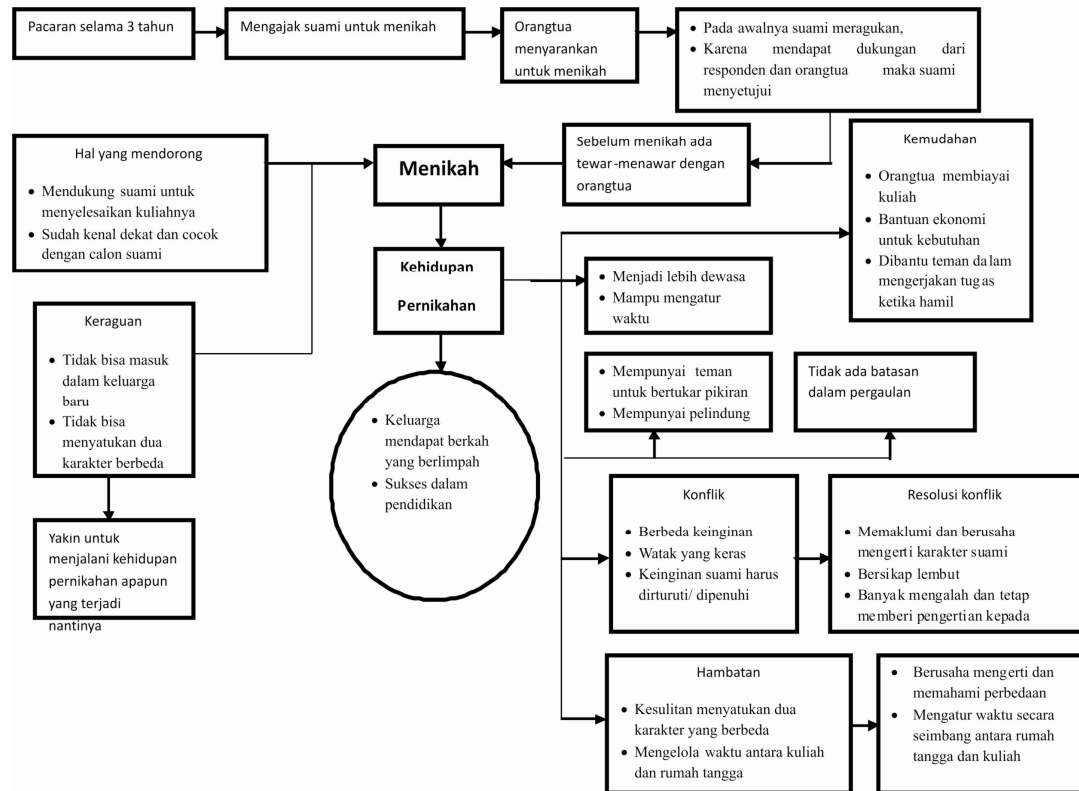 Pacaran selama 3 tahun
Mengajak suami untuk menikah
Orangtua
menyarankan
untuk menikah
• Pada awalnya suami meragukan,
• Karena mendapat dukungan dari
responden dan orangtua maka suami
menyetujui
Hal yang mendorong
• Mendukung suami untuk
menyelesaikan kuliahnya
• Sudah kenal dekat dan cocok
dengan calon suami
Menikah
Sebelum menikah ada
tewar-menawar dengan
orangtua
Kemudahan
• Orangtua membiayai
kuliah
• Bantuan ekonomi
untuk kebutuhan
• Dibantu teman dalam
mengerjakan tugas
ketika hamil
Kehidupan
Pernikahan
• Menjadi lebih dewasa
• Mampu mengatur
waktu
Keraguan
• Tidak bisa masuk
dalam keluarga
baru
• Tidak bisa
menyatukan dua
karakter berbeda
• Mempunyai teman
untuk bertukar pikiran
• Mempunyai pelindung
Tidak ada batasan
dalam pergaulan
• Keluarga
mendapat berkah
yang berlimpah
• Sukses dalam
pendidikan
Konflik
• Berbeda keinginan
• Watak yang keras
• Keinginan suami harus
dirturuti/ dipenuhi
Resolusi konflik
• Memaklumi dan berusaha
mengerti karakter suami
• Bersikap lembut
• Banyak mengalah dan tetap
memberi pengertian kepada
Yakin untuk
menjalani kehidupan
pernikahan apapun
yang terjadi
nantinya
Hambatan
• Kesulitan menyatukan dua
karakter yang berbeda
• Mengelola waktu antara kuliah
dan rumah tangga
• Berusaha mengerti dan
memahami perbedaan
• Mengatur waktu secara
seimbang antara rumah
tangga dan kuliah